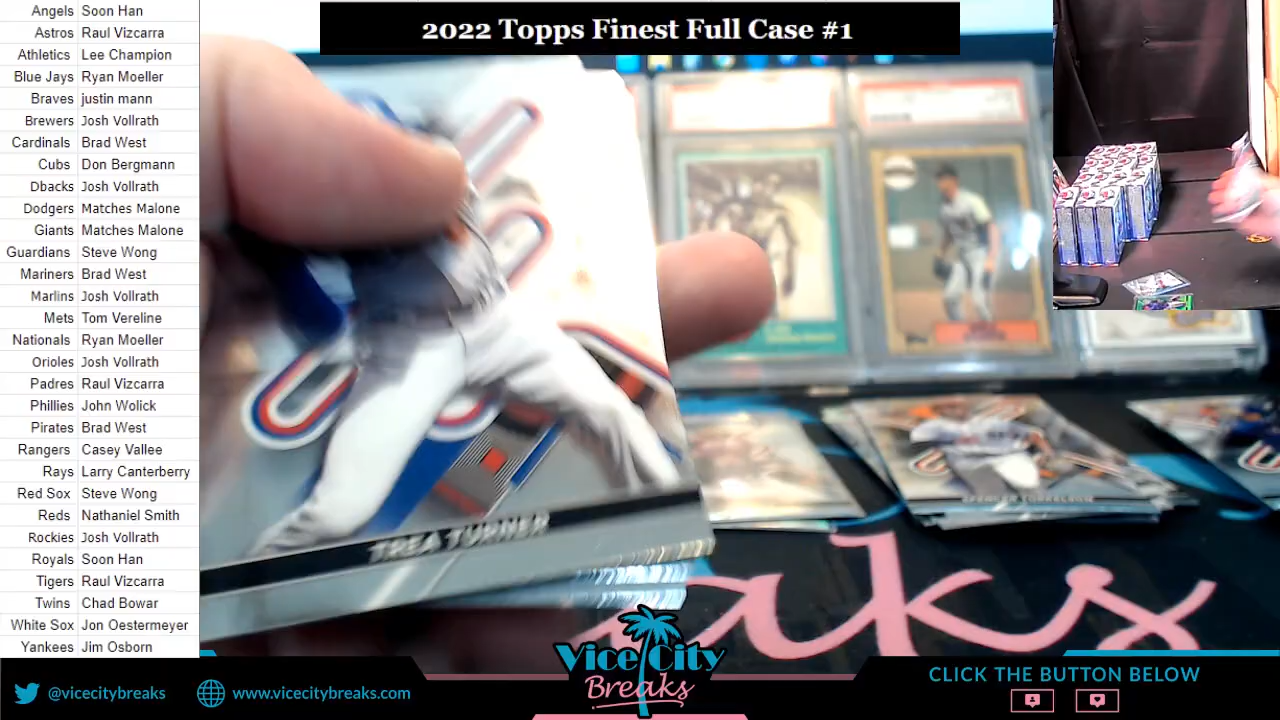 2022 Topps Finest Full Case #1
Angels Soon Han
Astros Raul Vizcarra
Athletics Lee Champion
Blue Jays Ryan Moeller
Braves justin mann
Brewers Josh Vollrath
Cardinals Brad West
Cubs Don Bergmann
Dbacks Josh Vollrath
Dodgers Matches Malone
Giants Matches Malone
Guardians Steve Wong
Mariners Brad West
Marlins Josh Vollrath
Mets Tom Vereline
Nationals Ryan Moeller
Orioles Josh Vollrath
Padres Raul Vizcarra
Phillies John Wolick
Pirates Brad West
Rangers Casey Vallee
Rays Larry Canterberry
Red Sox Steve Wong
Reds Nathaniel Smith
Rockies Josh Vollrath
Royals Soon Han
Tigers Raul Vizcarra
Twins Chad Bowar
White Sox Jon Oestermeyer
Yankees Jim Osborn
TREA TURNER
SPENCER TORKELSON
aks
Vice City
Breaks
@vicecitybreaks
www.vicecitybreaks.com
CLICK THE BUTTON BELOW